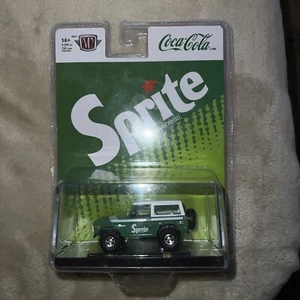 14+
M2
Coca-Cola
Sprite
Sprite